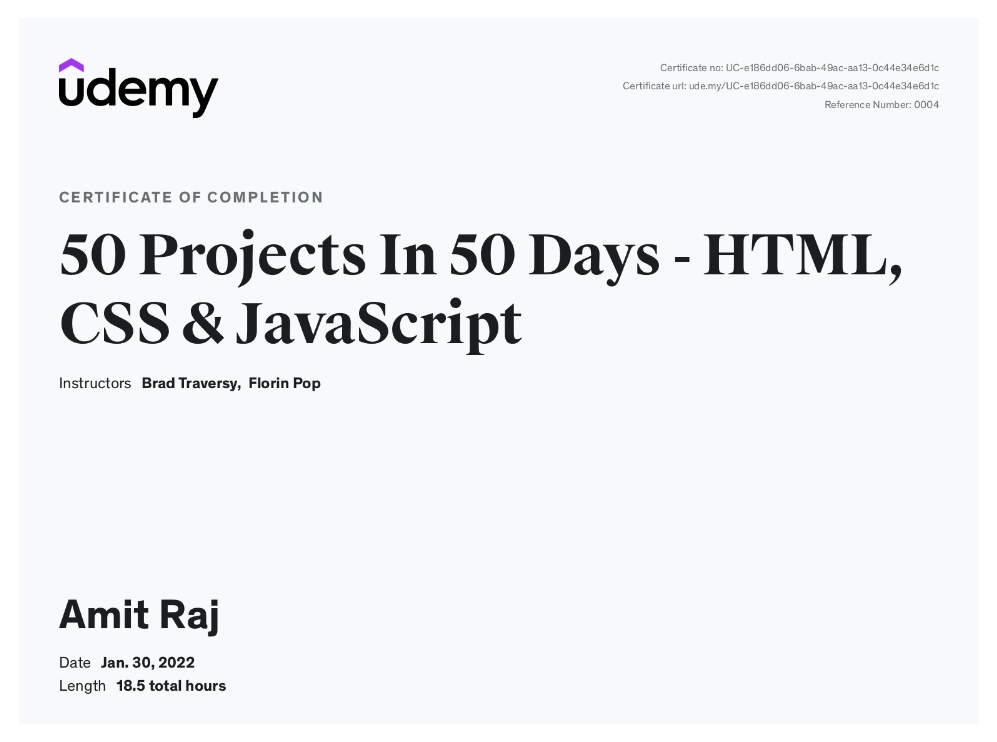 udemy
Certificate no: UC-e186dd06-6bab-49ac-aa13-0c44e34e6d1c
Certificate url: ude.my/UC-e186dd06-6bab-49ac-aa13-0c44e34e6d1c
Reference Number: 0004
CERTIFICATE OF COMPLETION
50 Projects In 50 Days - HTML,
CSS & JavaScript
Instructors Brad Traversy, Florin Pop
Amit Raj
Date Jan. 30, 2022
Length 18.5 total hours